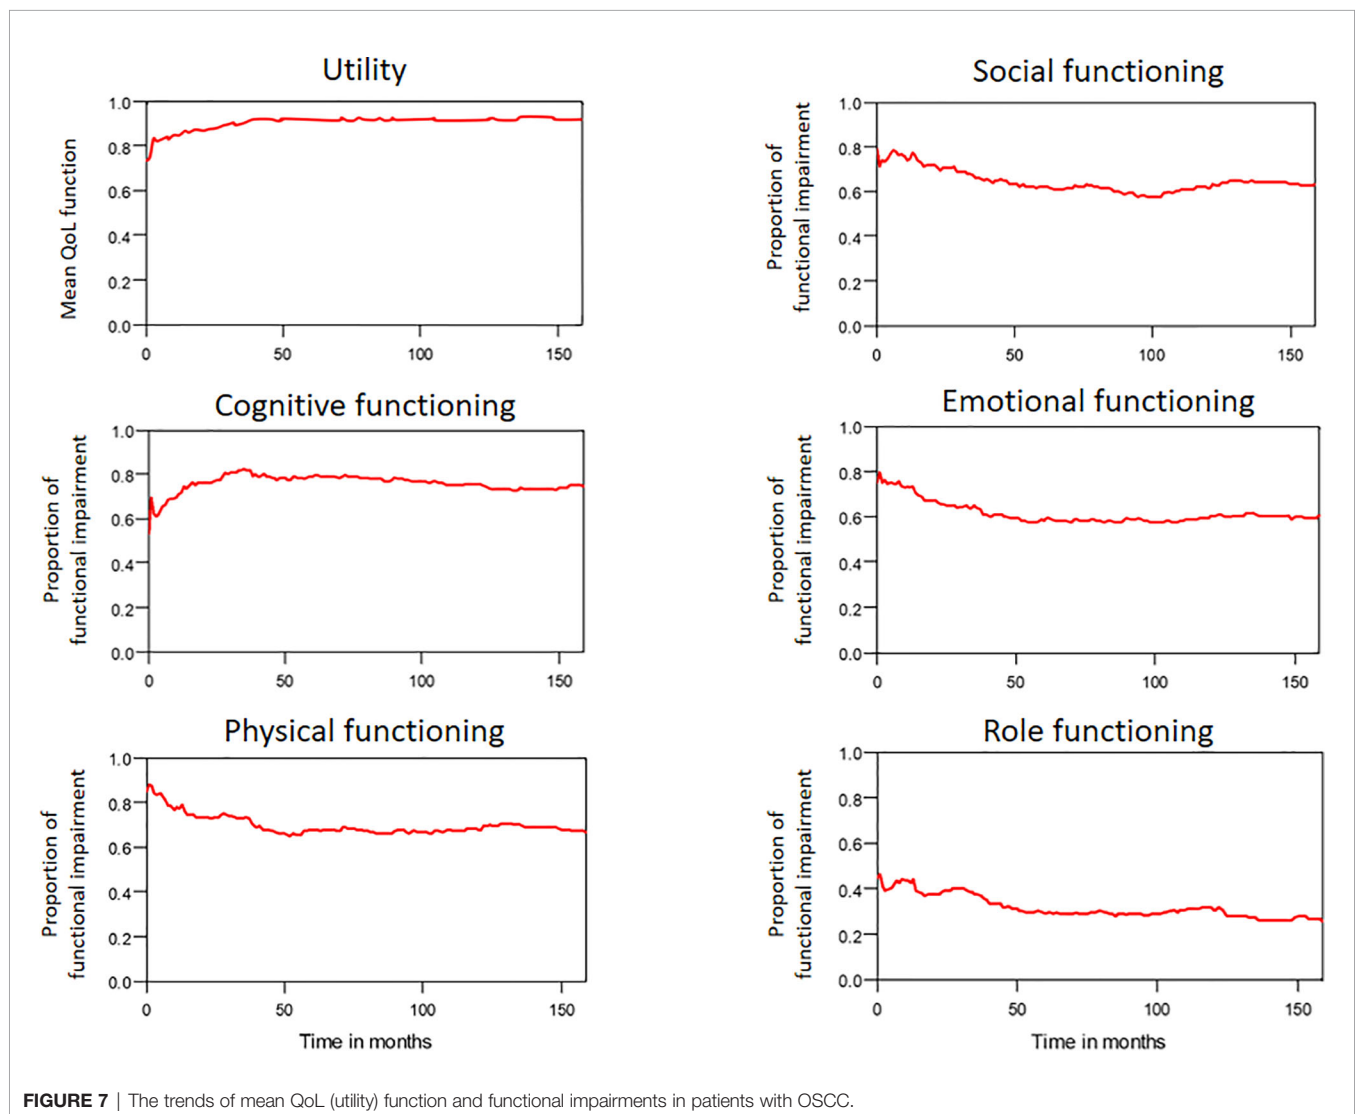 Utility
Mean QoL function
1.0
0.8
0.6
0.4
0.2
0.0
0 50 100 150
Social functioning
Proportion of
functional impairment
1.0
0.8
0.6
0.4
0.2
0.0
0 50 100 150
Cognitive functioning
Proportion of
functional impairment
1.0
0.8
0.6
0.4
0.2
0.0
0 50 100 150
Emotional functioning
Proportion of
functional impairment
1.0
0.8
0.6
0.4
0.2
0.0
0 50 100 150
Physical functioning
Proportion of
functional impairment
1.0
0.8
0.6
0.4
0.2
0.0
0 50 100 150
Time in months
Role functioning
Proportion of
functional impairment
1.0
0.8
0.6
0.4
0.2
0.0
0 50 100 150
Time in months
FIGURE 7 | The trends of mean QoL (utility) function and functional impairments in patients with OSCC.